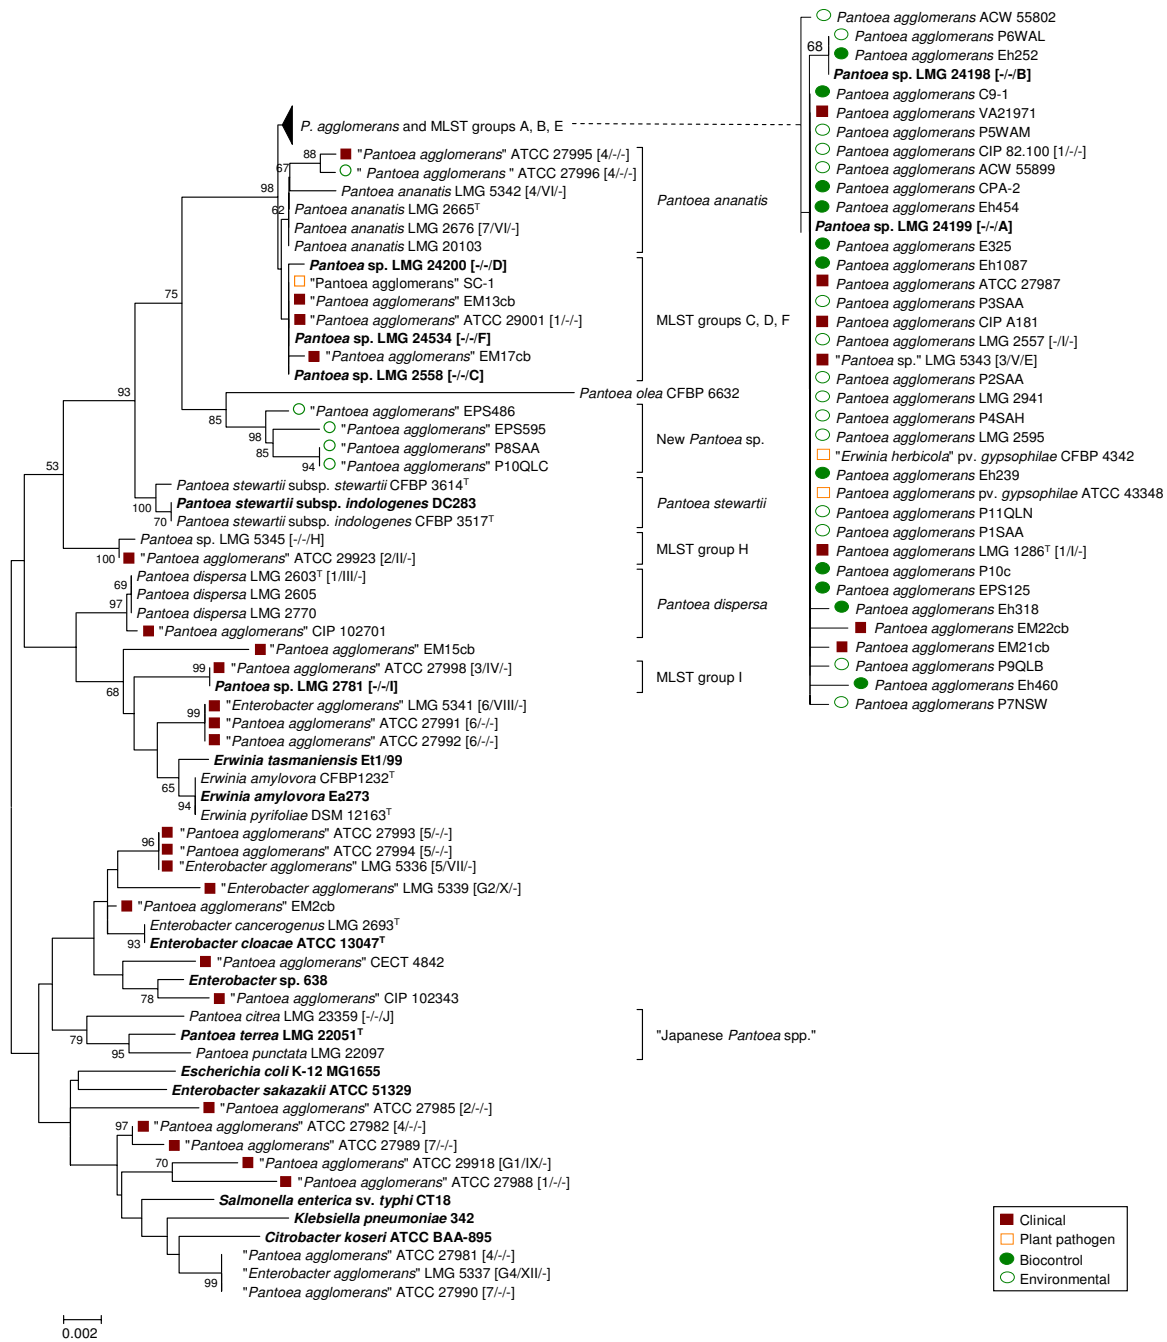 P. agglomerans and MLST groups A, B, E
88
"Pantoea agglomerans" ATCC 27995 [4/-/-]
" Pantoea agglomerans " ATCC 27996 [4/-/-]
67
Pantoea ananatis LMG 5342 [4/VI/-]
98
62
Pantoea ananatis LMG 2665T
Pantoea ananatis LMG 2676 [7/VI/-]
Pantoea ananatis LMG 20103
Pantoea ananatis
Pantoea sp. LMG 24200 [-/-/D]
"Pantoea agglomerans" SC-1
"Pantoea agglomerans" EM13cb
"Pantoea agglomerans" ATCC 29001 [1/-/-]
Pantoea sp. LMG 24534 [-/-/F]
"Pantoea agglomerans" EM17cb
Pantoea sp. LMG 2558 [-/-/C]
MLST groups C, D, F
75
Pantoea olea CFBP 6632
93
85
"Pantoea agglomerans" EPS486
"Pantoea agglomerans" EPS595
98
"Pantoea agglomerans" P8SAA
85
94
"Pantoea agglomerans" P10QLC
New Pantoea sp.
53
Pantoea stewartii subsp. stewartii CFBP 3614T
Pantoea stewartii subsp. indologenes DC283
100
70
Pantoea stewartii subsp. indologenes CFBP 3517T
Pantoea stewartii
Pantoea sp. LMG 5345 [-/-/H]
100
"Pantoea agglomerans" ATCC 29923 [2/II/-]
MLST group H
69
Pantoea dispersa LMG 2603T [1/III/-]
Pantoea dispersa LMG 2605
97
Pantoea dispersa LMG 2770
"Pantoea agglomerans" CIP 102701
Pantoea dispersa
"Pantoea agglomerans" EM15cb
99
"Pantoea agglomerans" ATCC 27998 [3/IV/-]
68
Pantoea sp. LMG 2781 [-/-/I]
MLST group I
"Enterobacter agglomerans" LMG 5341 [6/VIII/-]
99
"Pantoea agglomerans" ATCC 27991 [6/-/-]
"Pantoea agglomerans" ATCC 27992 [6/-/-]
Erwinia tasmaniensis Et1/99
65
Erwinia amylovora CFBP1232T
Erwinia amylovora Ea273
94
Erwinia pyrifoliae DSM 12163T
96
"Pantoea agglomerans" ATCC 27993 [5/-/-]
"Pantoea agglomerans" ATCC 27994 [5/-/-]
"Enterobacter agglomerans" LMG 5336 [5/VII/-]
"Enterobacter agglomerans" LMG 5339 [G2/X/-]
"Pantoea agglomerans" EM2cb
Enterobacter cancerogenus LMG 2693T
93
Enterobacter cloacae ATCC 13047T
"Pantoea agglomerans" CECT 4842
Enterobacter sp. 638
78
"Pantoea agglomerans" CIP 102343
Pantoea citrea LMG 23359 [-/-/J]
79
Pantoea terrea LMG 22051T
95
Pantoea punctata LMG 22097
"Japanese Pantoea spp."
Escherichia coli K-12 MG1655
Enterobacter sakazakii ATCC 51329
"Pantoea agglomerans" ATCC 27985 [2/-/-]
97
"Pantoea agglomerans" ATCC 27982 [4/-/-]
"Pantoea agglomerans" ATCC 27989 [7/-/-]
70
"Pantoea agglomerans" ATCC 29918 [G1/IX/-]
"Pantoea agglomerans" ATCC 27988 [1/-/-]
Salmonella enterica sv. typhi CT18
Klebsiella pneumoniae 342
Citrobacter koseri ATCC BAA-895
"Pantoea agglomerans" ATCC 27981 [4/-/-]
"Enterobacter agglomerans" LMG 5337 [G4/XII/-]
99
"Pantoea agglomerans" ATCC 27990 [7/-/-]
0.002
Pantoea agglomerans ACW 55802
Pantoea agglomerans P6WAL
68
Pantoea agglomerans Eh252
Pantoea sp. LMG 24198 [-/-/B]
Pantoea agglomerans C9-1
Pantoea agglomerans VA21971
Pantoea agglomerans P5WAM
Pantoea agglomerans CIP 82.100 [1/-/-]
Pantoea agglomerans ACW 55899
Pantoea agglomerans CPA-2
Pantoea agglomerans Eh454
Pantoea sp. LMG 24199 [-/-/A]
Pantoea agglomerans E325
Pantoea agglomerans Eh1087
Pantoea agglomerans ATCC 27987
Pantoea agglomerans P3SAA
Pantoea agglomerans CIP A181
Pantoea agglomerans LMG 2557 [-/I/-]
"Pantoea sp." LMG 5343 [3/V/E]
Pantoea agglomerans P2SAA
Pantoea agglomerans LMG 2941
Pantoea agglomerans P4SAH
Pantoea agglomerans LMG 2595
"Erwinia herbicola" pv. gypsophilae CFBP 4342
Pantoea agglomerans Eh239
Pantoea agglomerans pv. gypsophilae ATCC 43348
Pantoea agglomerans P11QLN
Pantoea agglomerans P1SAA
Pantoea agglomerans LMG 1286T [1/I/-]
Pantoea agglomerans P10c
Pantoea agglomerans EPS125
Pantoea agglomerans Eh318
Pantoea agglomerans EM22cb
Pantoea agglomerans EM21cb
Pantoea agglomerans P9QLB
Pantoea agglomerans Eh460
Pantoea agglomerans P7NSW
Clinical
Plant pathogen
Biocontrol
Environmental